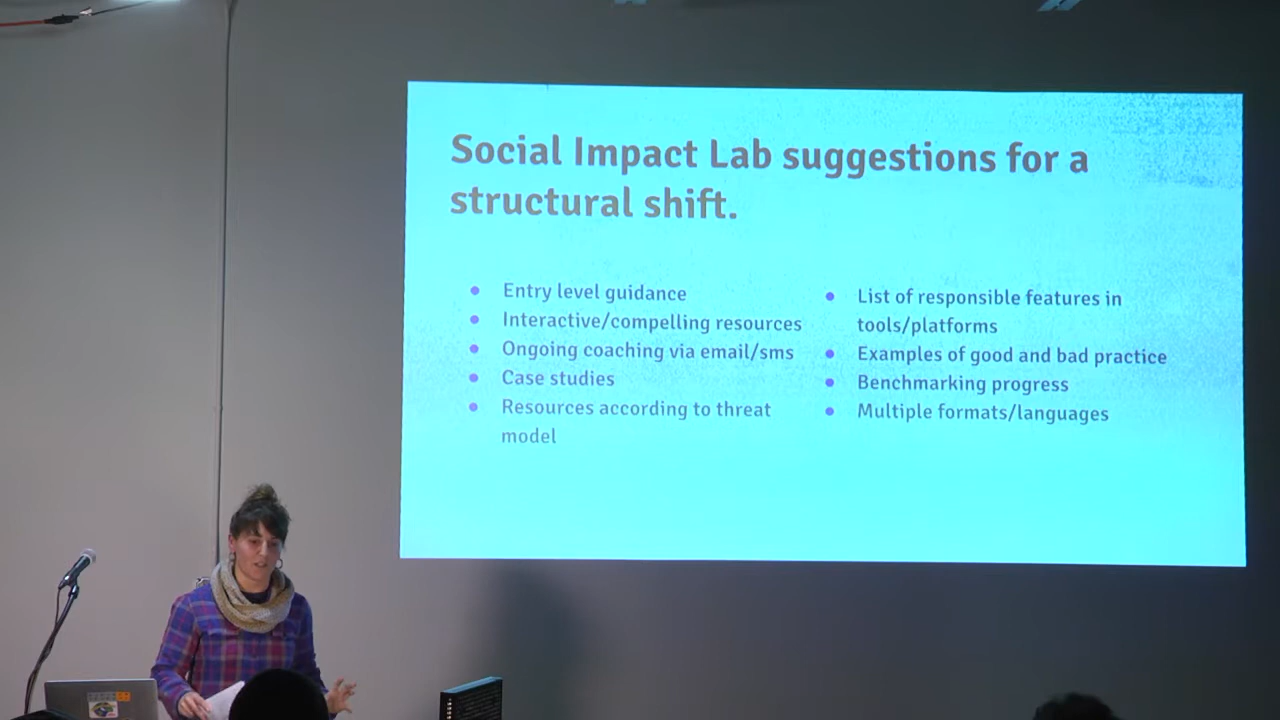 Social Impact Lab suggestions for a
structural shift.
Entry level guidance
Interactive/compelling resources
Ongoing coaching via email/sms
Case studies
Resources according to threat
model
List of responsible features in
tools/platforms
Examples of good and bad practice
Benchmarking progress
Multiple formats/languages